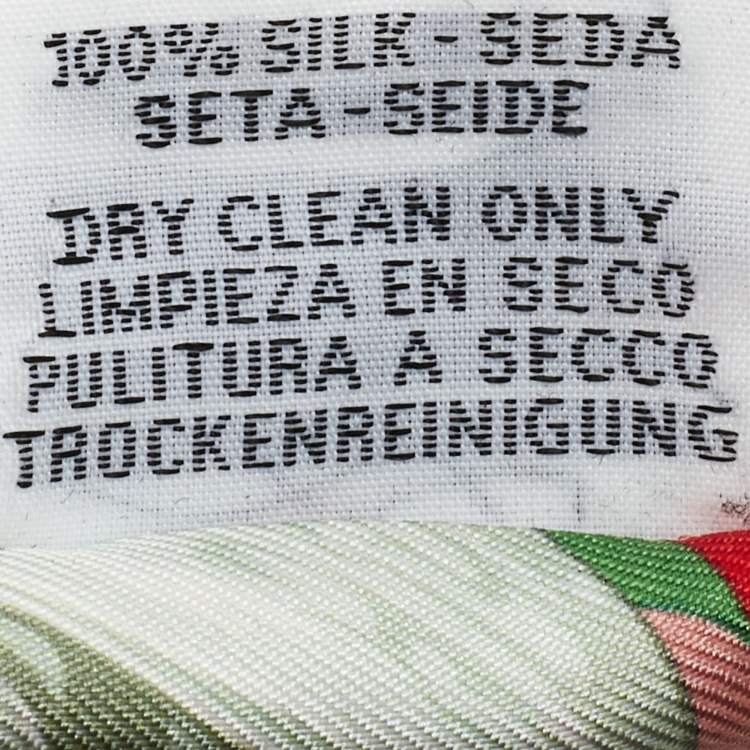 100% SILK - SEDA
SETA - SEIDE
DRY CLEAN ONLY
LIMPIEZA EN SECO
PULITURA A SECCO
TROCKENREINIGUNG